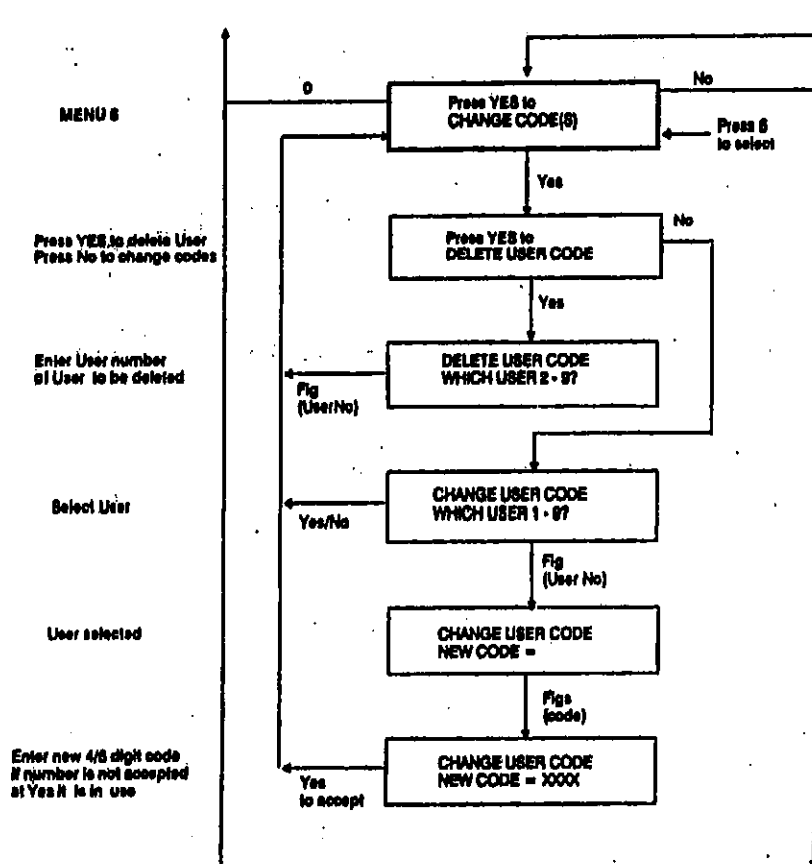 0
No
MENU 6
Press YES to
CHANGE CODE(S)
Press 6
to select
Yes
No
Press YES to delete User
Press No to change codes
Press YES to
DELETE USER CODE
Yes
Enter User number
of User to be deleted
DELETE USER CODE
WHICH USER 2 - 9?
Fig
(User No)
Select User
CHANGE USER CODE
WHICH USER 1 - 9?
Yes/No
Fig
(User No)
User selected
CHANGE USER CODE
NEW CODE =
Figs
(code)
Enter new 4/6 digit code
if number is not accepted
at Yes it is in use
CHANGE USER CODE
NEW CODE = XXXX
Yes
to accept